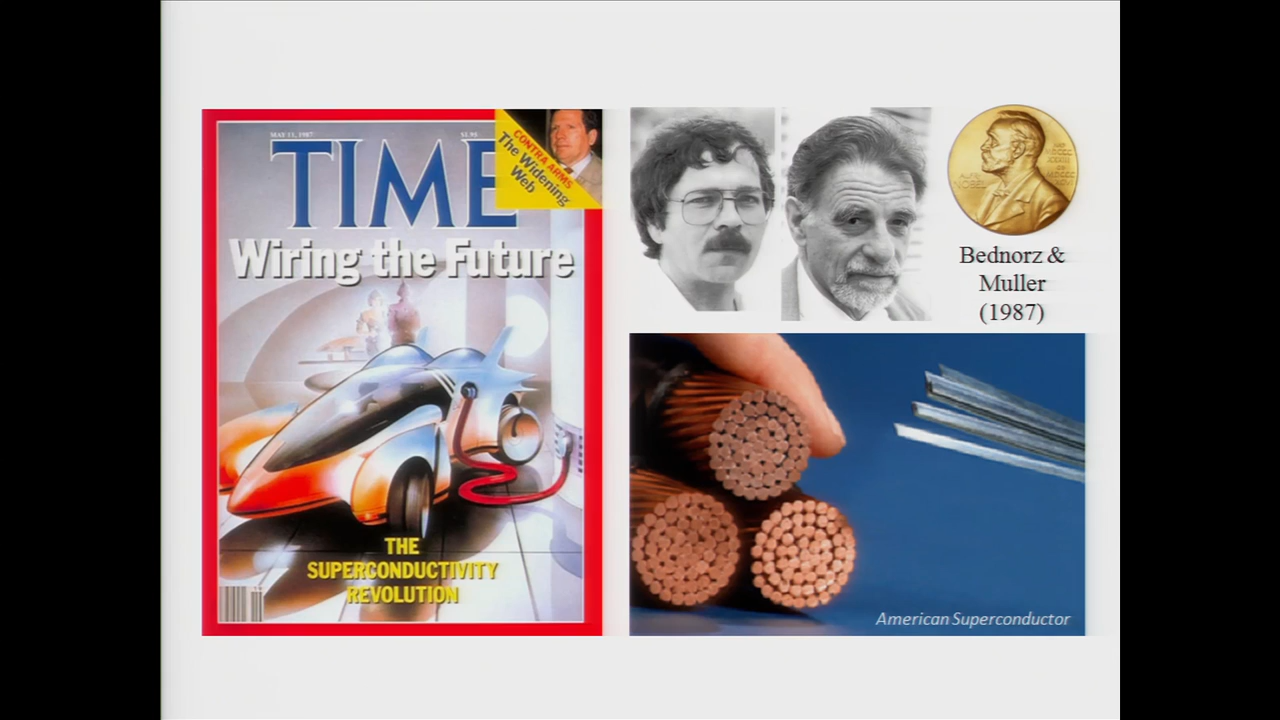 MAY 11, 1987
$1.95
TIME
CONTRA ARMS
The Widening
Web
Wiring the Future
THE
SUPERCONDUCTIVITY
REVOLUTION
Bednorz &
Muller
(1987)
American Superconductor